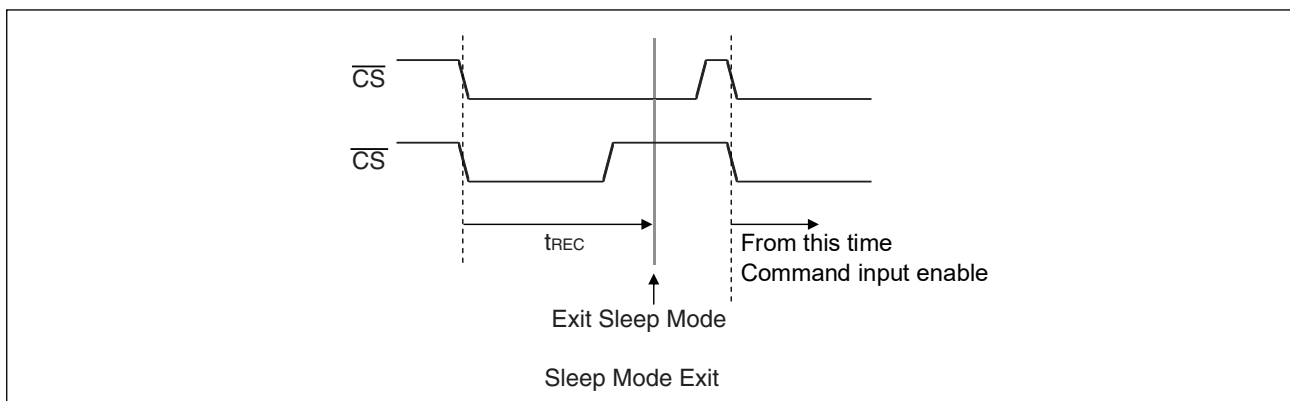 CS
CS
tREC
From this time
Command input enable
Exit Sleep Mode
Sleep Mode Exit